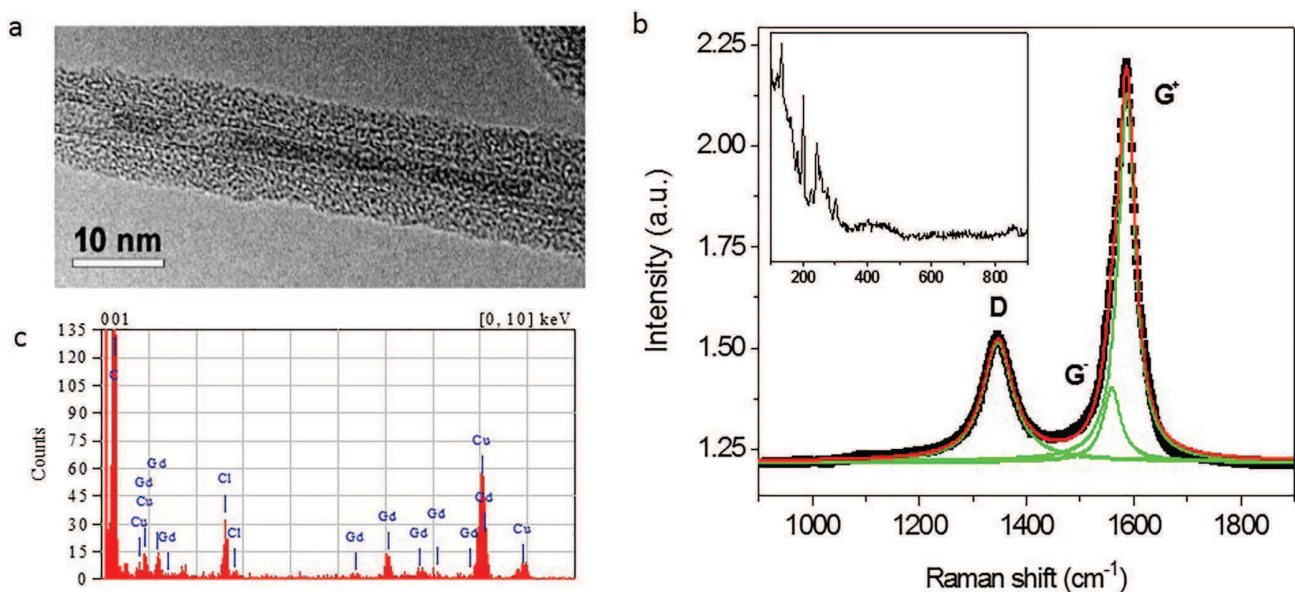 a
10 nm
b
2.25
2.00
1.75
1.50
1.25
Intensity (a.u.)
200 400 600 800
D
G-
G+
1000 1200 1400 1600 1800
Raman shift (cm-1)
c
001 [0, 10] keV
135
120
105
90
75
60
45
30
15
0
Counts
C
Cu
Gd
Cu
Gd
Gd
Cl
Cl
Gd
Gd
Gd
Gd
Gd
Cu
Gd
Cu